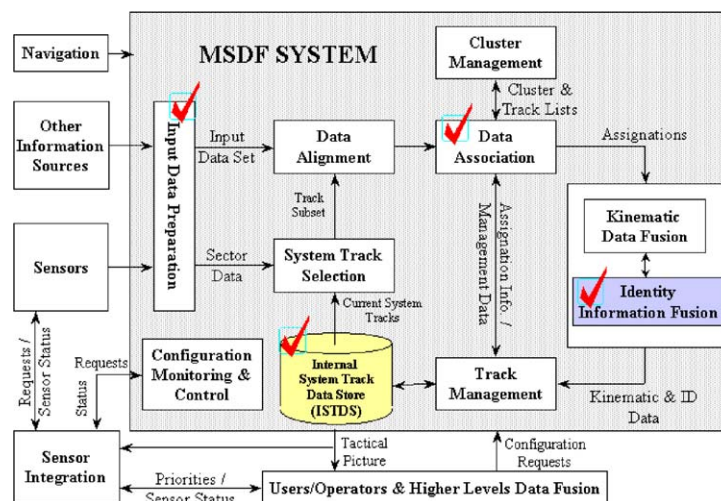 Navigation
MSDF SYSTEM
Cluster
Management
Cluster &
Track Lists
Other
Information
Sources
Input Data Preparation
Input
Data Set
Data
Alignment
Data
Association
Assignations
Track
Subset
Kinematic
Data Fusion
Sensors
Sector
Data
System Track
Selection
Assignation Info. /
Management Data
Identity
Information Fusion
Current System
Tracks
Requests /
Sensor Status
Requests
Status
Configuration
Monitoring &
Control
Internal
System Track
Data Store
(ISTDS)
Track
Management
Kinematic & ID
Data
Sensor
Integration
Tactical
Picture
Configuration
Requests
Priorities /
Sensor Status
Users/Operators & Higher Levels Data Fusion